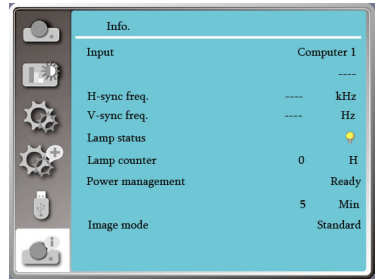 Info.
Input Computer 1
----
H-sync freq. ---- kHz
V-sync freq. ---- Hz
Lamp status
Lamp counter 0 H
Power management Ready
5 Min
Image mode Standard